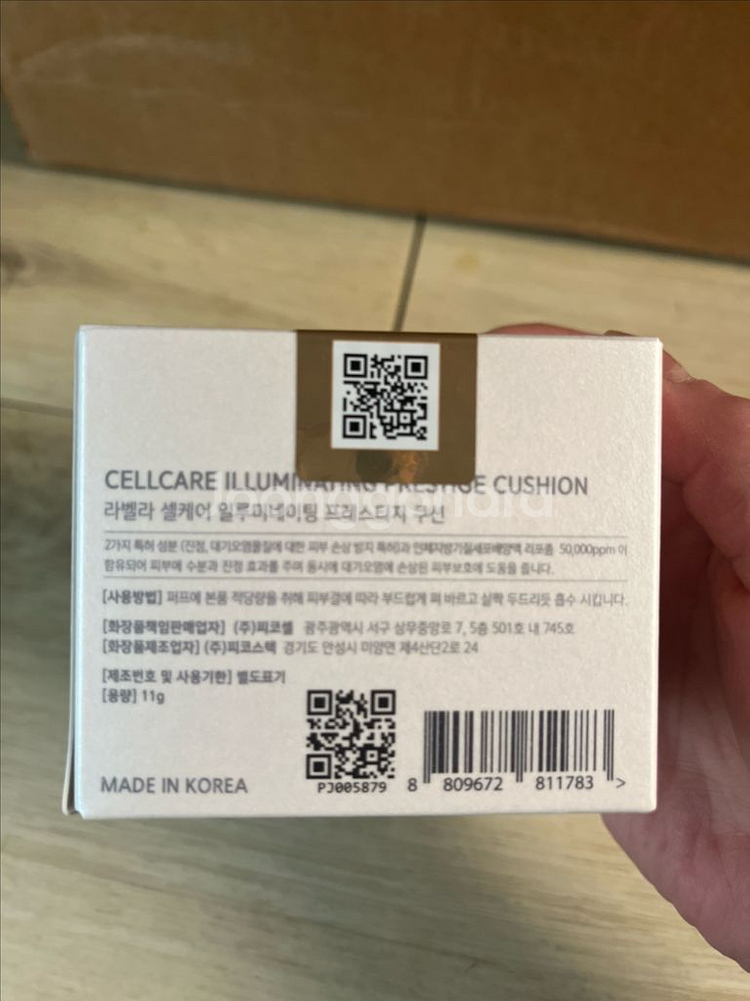 CELLCARE ILLUMINATING PRESTIGE CUSHION
라벨라 셀케어 일루미네이팅 프레스티지 쿠션
2가지 특허 성분 (진정, 대기오염물질에 대한 피부 손상 방지 특허)과 인체지방기질세포배양액 리포좀 50,000ppm 이
함유되어 피부에 수분과 진정 효과를 주며 동시에 대기오염에 손상된 피부보호에 도움을 줍니다.
[사용방법] 퍼프에 본품 적당량을 취해 피부결에 따라 부드럽게 펴 바르고 살짝 두드리듯 흡수 시킵니다.
[화장품책임판매업자] (주)피코셀 광주광역시 서구 상무중앙로 7, 5층 501호 내 745호
[화장품제조업자] (주)피코스텍 경기도 안성시 미양면 제4산단2로 24
[제조번호 및 사용기한] 별도표기
[용량] 11g
MADE IN KOREA
PJ005879
8 809672 811783 >